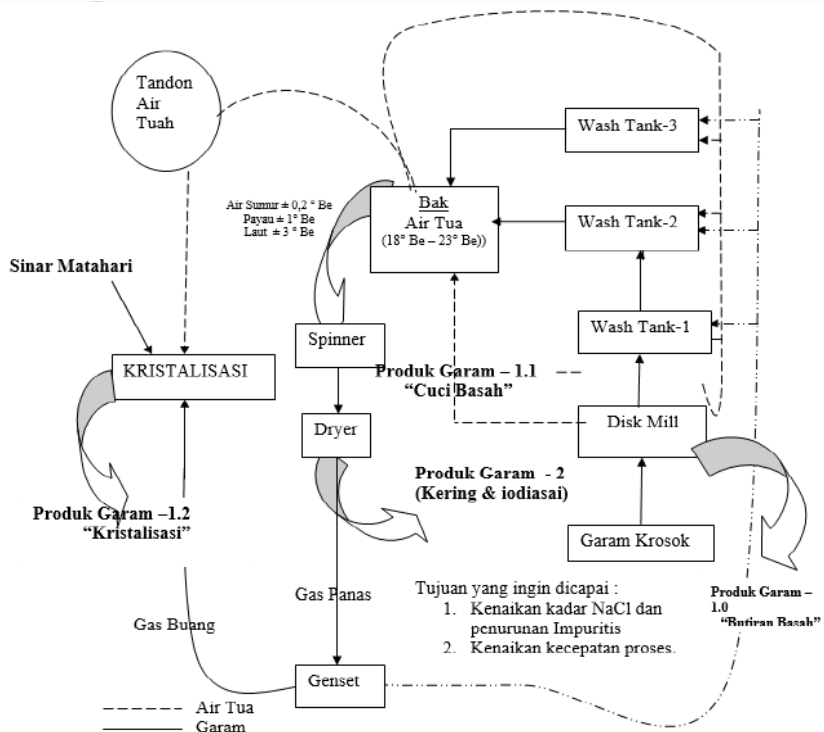 Tandon
Air
Tuah
Wash Tank-3
Air Sumur ± 0,2 ° Be
Payau ± 1° Be
Laut ± 3 ° Be
Bak
Air Tua
(18° Be – 23° Be))
Wash Tank-2
Sinar Matahari
Wash Tank-1
Spinner
KRISTALISASI
Produk Garam – 1.1
“Cuci Basah”
Disk Mill
Dryer
Produk Garam - 2
(Kering & iodiasai)
Produk Garam –1.2
“Kristalisasi”
Garam Krosok
Tujuan yang ingin dicapai :
1. Kenaikan kadar NaCl dan
penurunan Impuritis
2. Kenaikan kecepatan proses.
Produk Garam –
1.0
“Butiran Basah”
Gas Panas
Gas Buang
Genset
Air Tua
Garam